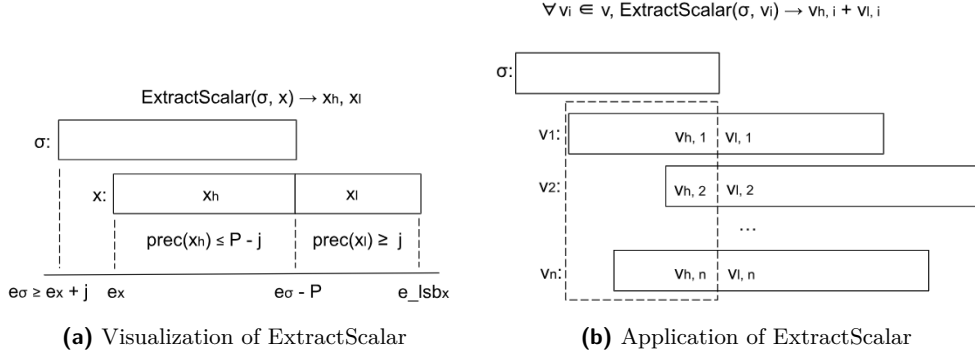 ExtractScalar(σ, x) → xh, xl
σ:
x: xh xl
prec(xh) ≤ P - j prec(xl) ≥ j
eσ ≥ ex + j ex eσ - P e_lsbx
(a) Visualization of ExtractScalar
∀ vi ∈ v, ExtractScalar(σ, vi) → vh, i + vl, i
σ:
v1: vh, 1 vl, 1
v2: vh, 2 vl, 2
...
vn: vh, n vl, n
(b) Application of ExtractScalar